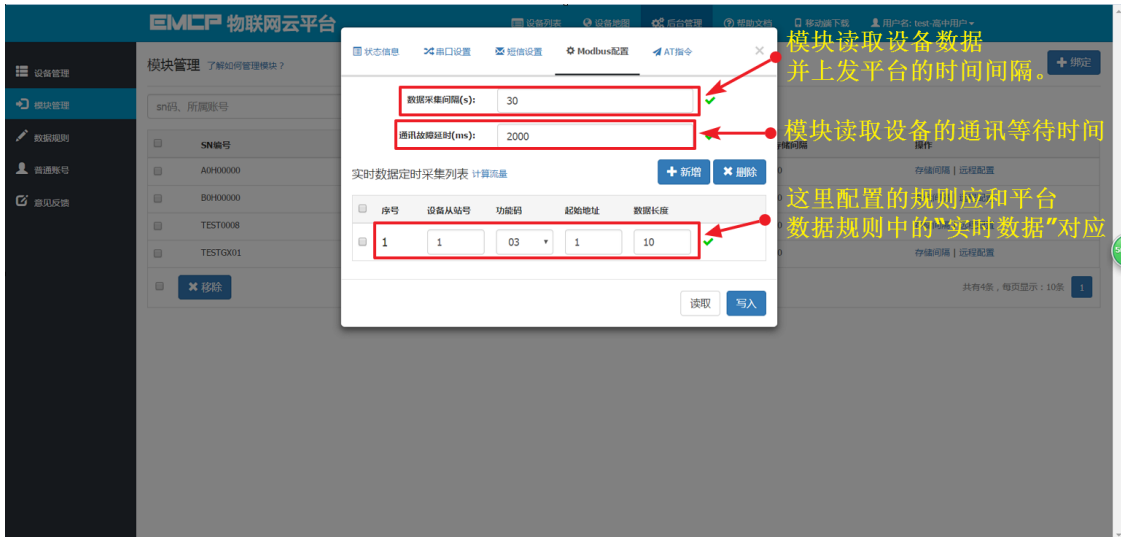 EMCP 物联网云平台
设备列表 设备地图 后台管理 帮助文档 移动端下载 用户名: test-高中用户
设备管理
模块管理
数据规则
普通账号
意见反馈
模块管理 了解如何管理模块？
绑定
sn码、所属账号
SN编号
存储间隔
操作
A0H00000
存储间隔 | 远程配置
B0H00000
TEST0008
TESTGX01
存储间隔 | 远程配置
移除
共有4条，每页显示：10条 1
状态信息 串口设置 短信设置 Modbus配置 AT指令 ×
数据采集间隔(s): 30
通讯故障延时(ms): 2000
实时数据定时采集列表 计算流量 新增 删除
序号 设备从站号 功能码 起始地址 数据长度
1 1 03 1 10
读取 写入
模块读取设备数据
并上发平台的时间间隔。
模块读取设备的通讯等待时间
这里配置的规则应和平台
数据规则中的“实时数据”对应